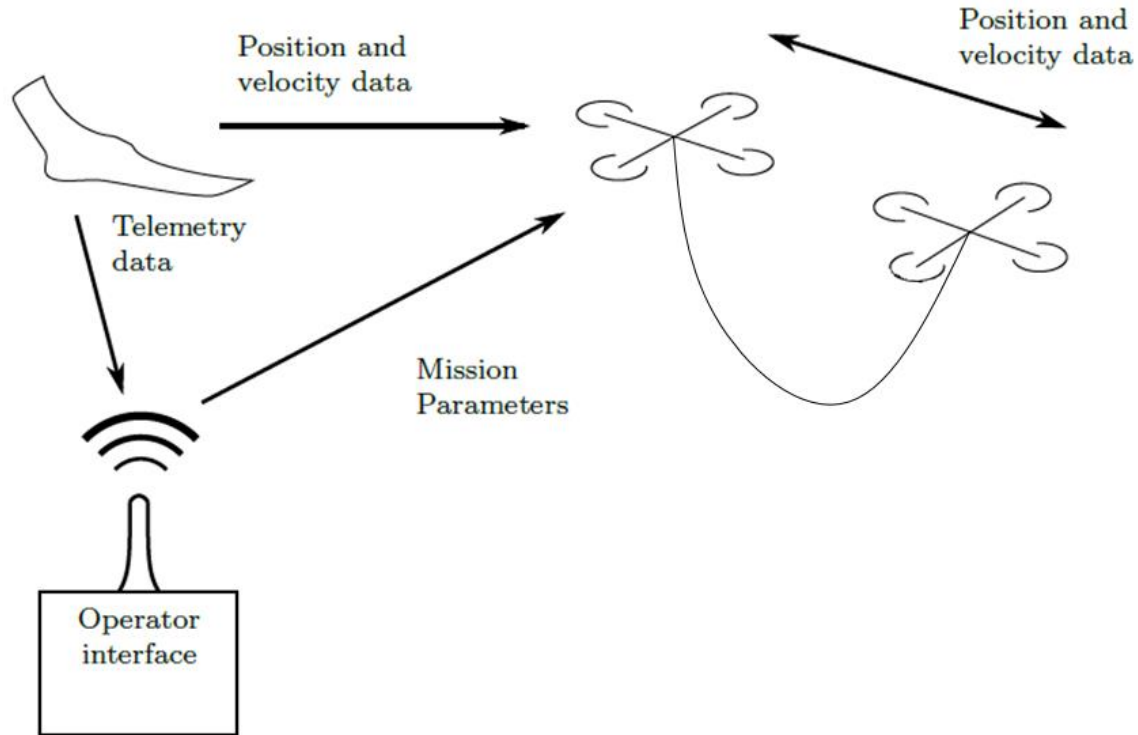 Position and
velocity data
Position and
velocity data
Telemetry
data
Mission
Parameters
Operator
interface